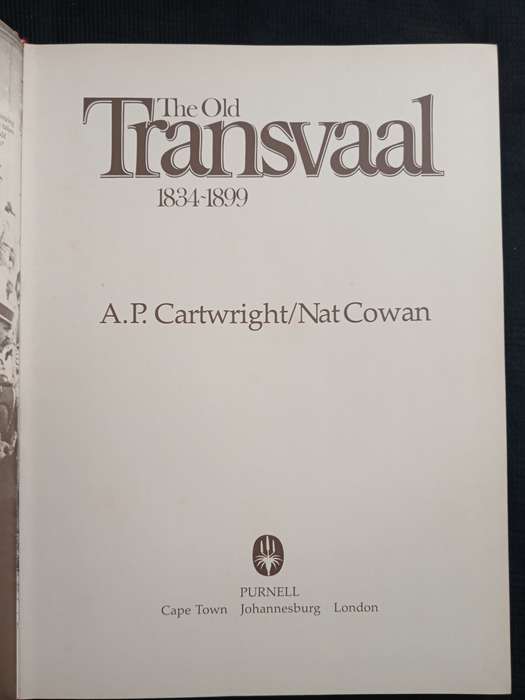 The Old
Transvaal
1834-1899
A.P. Cartwright/Nat Cowan
PURNELL
Cape Town Johannesburg London